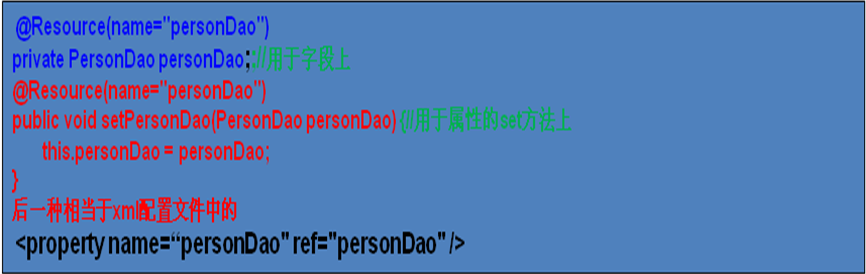 @Resource(name="personDao")
private PersonDao personDao;;//用于字段上
@Resource(name="personDao")
public void setPersonDao(PersonDao personDao) {//用于属性的set方法上
this.personDao = personDao;
}
后一种相当于xml配置文件中的
<property name=“personDao" ref="personDao" />